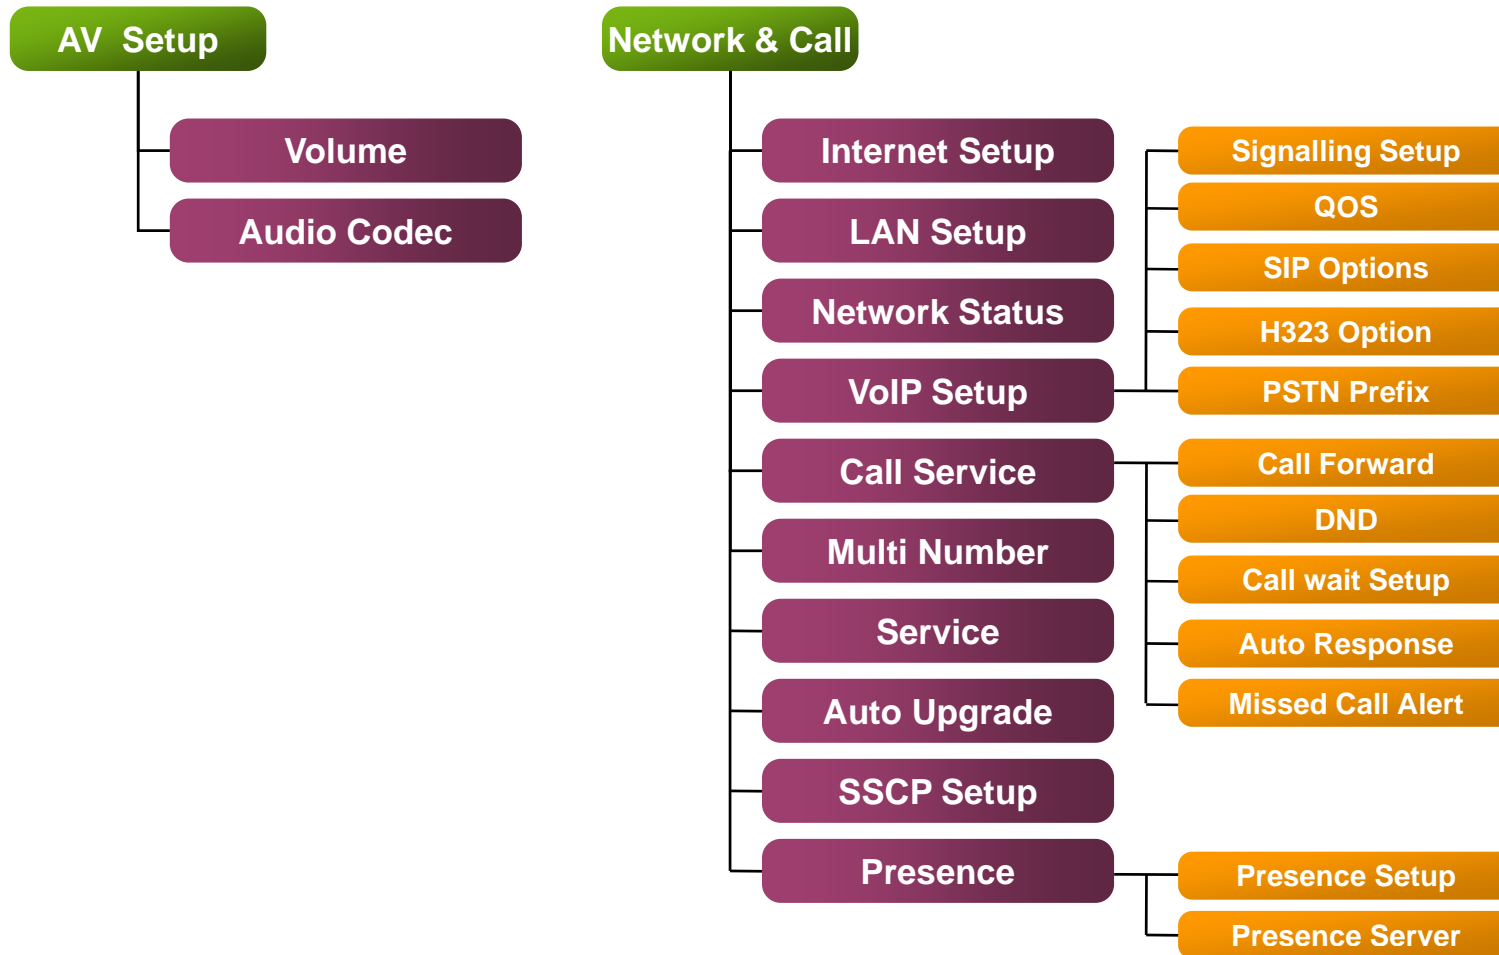 AV Setup
Volume
Audio Codec
Network & Call
Internet Setup
LAN Setup
Network Status
VoIP Setup
Call Service
Multi Number
Service
Auto Upgrade
SSCP Setup
Presence
Signalling Setup
QOS
SIP Options
H323 Option
PSTN Prefix
Call Forward
DND
Call wait Setup
Auto Response
Missed Call Alert
Presence Setup
Presence Server